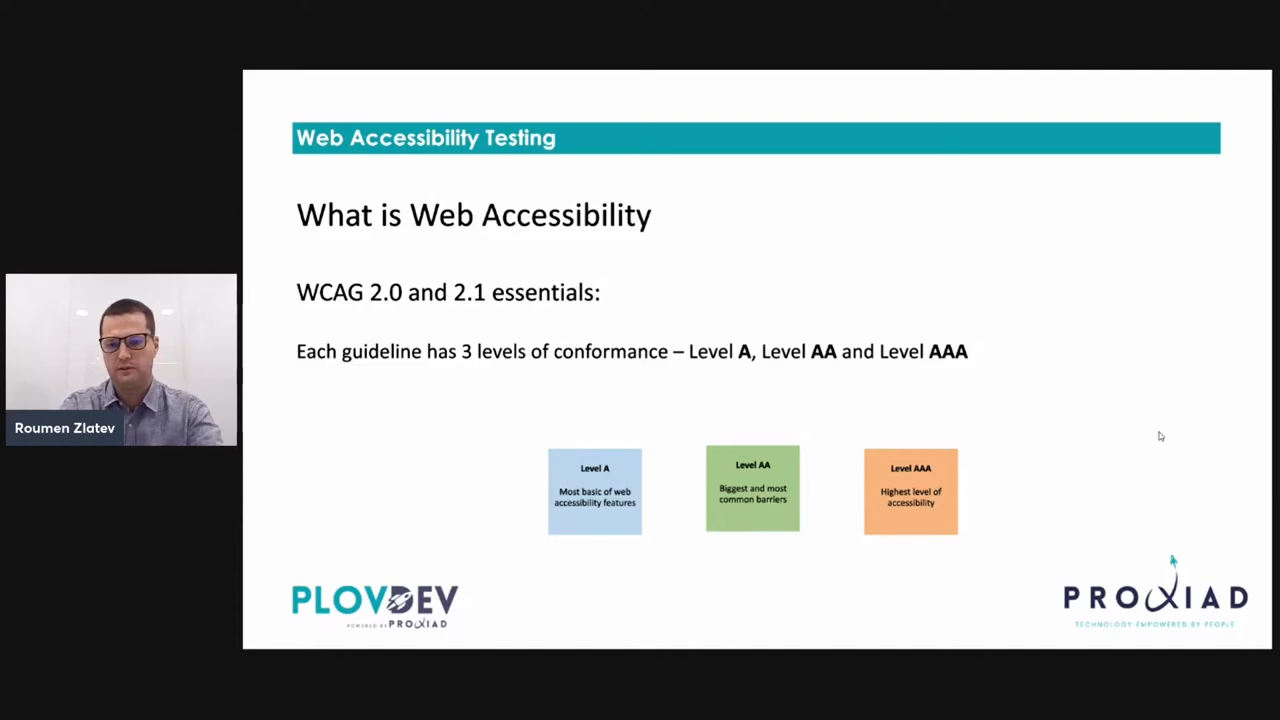 Web Accessibility Testing
What is Web Accessibility
WCAG 2.0 and 2.1 essentials:
Each guideline has 3 levels of conformance – Level A, Level AA and Level AAA
Roumen Zlatev
Level A
Most basic of web
accessibility features
Level AA
Biggest and most
common barriers
Level AAA
Highest level of
accessibility
PLOVDEV
POWERED BY PROXIAD
PROXIAD
TECHNOLOGY EMPOWERED BY PEOPLE